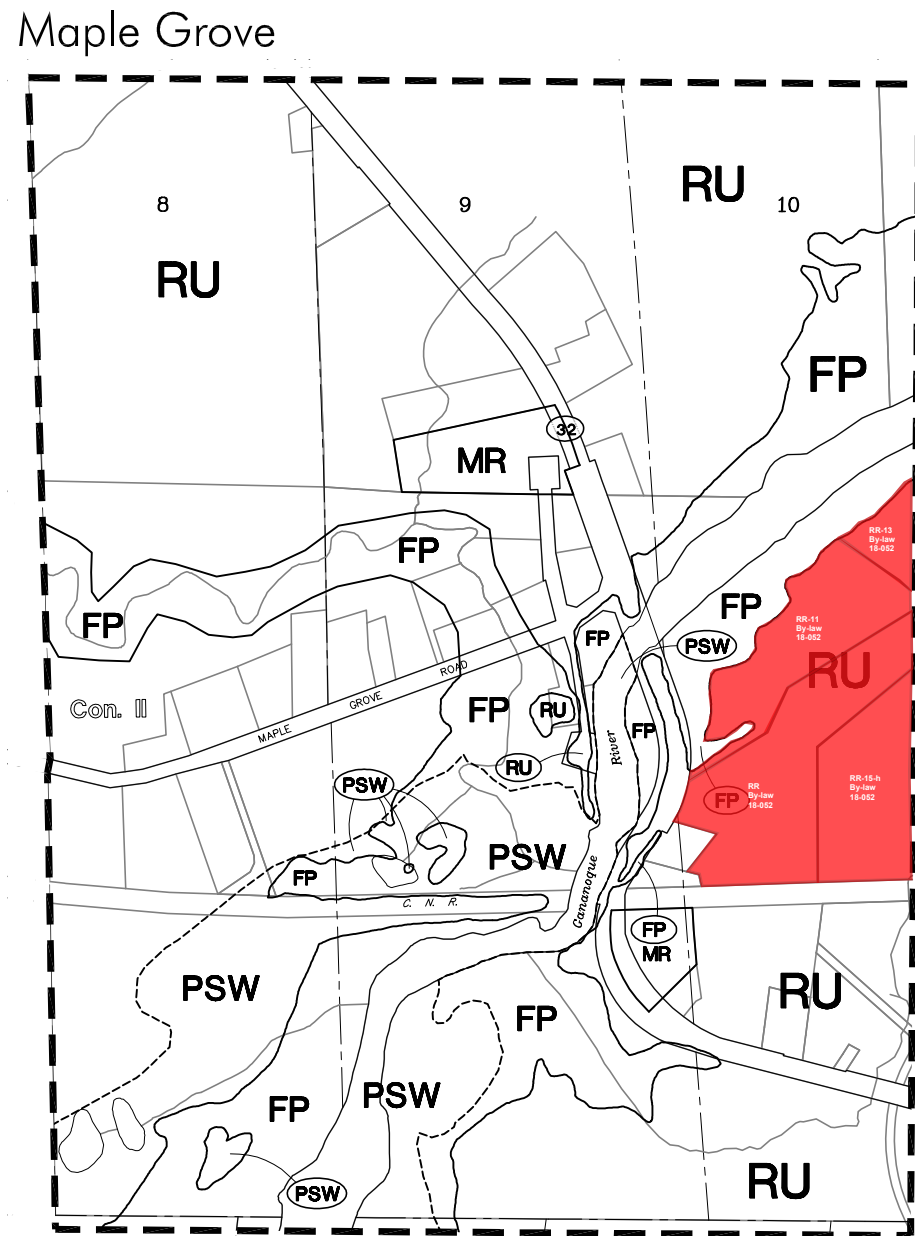 Maple Grove
RU
8
9
10
RU
FP
32
MR
RR-13
By-law
18-052
FP
FP
FP
FP
RR-11
By-law
18-052
PSW
RU
ROAD
GROVE
MAPLE
Con. II
FP
RU
River
FP
RU
PSW
FP
RR
By-law
18-052
RR-15-h
By-law
18-052
PSW
FP
Cananoque
C. N. R.
FP
MR
PSW
RU
FP
PSW
FP
RU
PSW